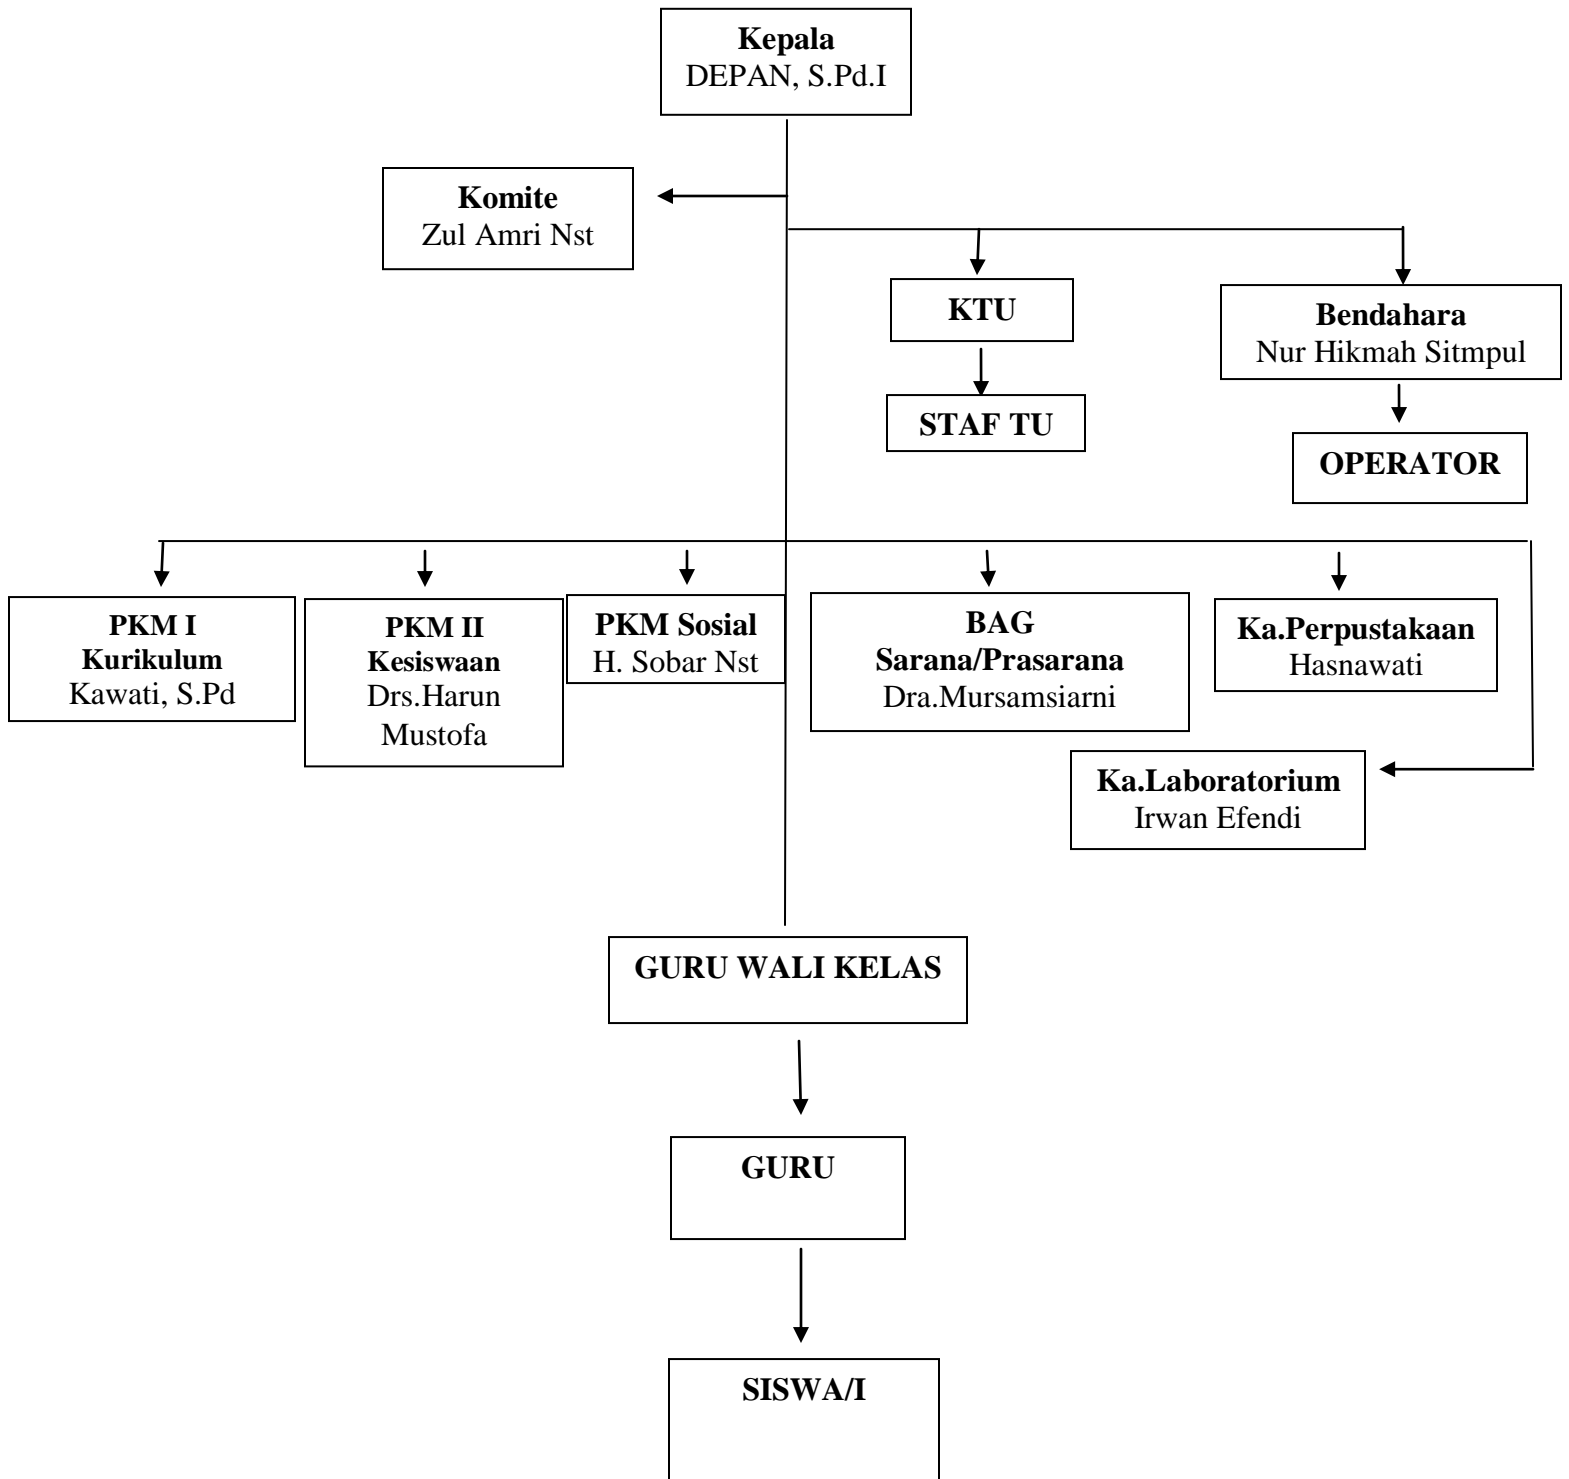 Kepala
DEPAN, S.Pd.I
Komite
Zul Amri Nst
KTU
Bendahara
Nur Hikmah Sitmpul
STAF TU
OPERATOR
PKM I
Kurikulum
Kawati, S.Pd
PKM II
Kesiswaan
Drs.Harun
Mustofa
PKM Sosial
H. Sobar Nst
BAG
Sarana/Prasarana
Dra.Mursamsiarni
Ka.Perpustakaan
Hasnawati
Ka.Laboratorium
Irwan Efendi
GURU WALI KELAS
GURU
SISWA/I